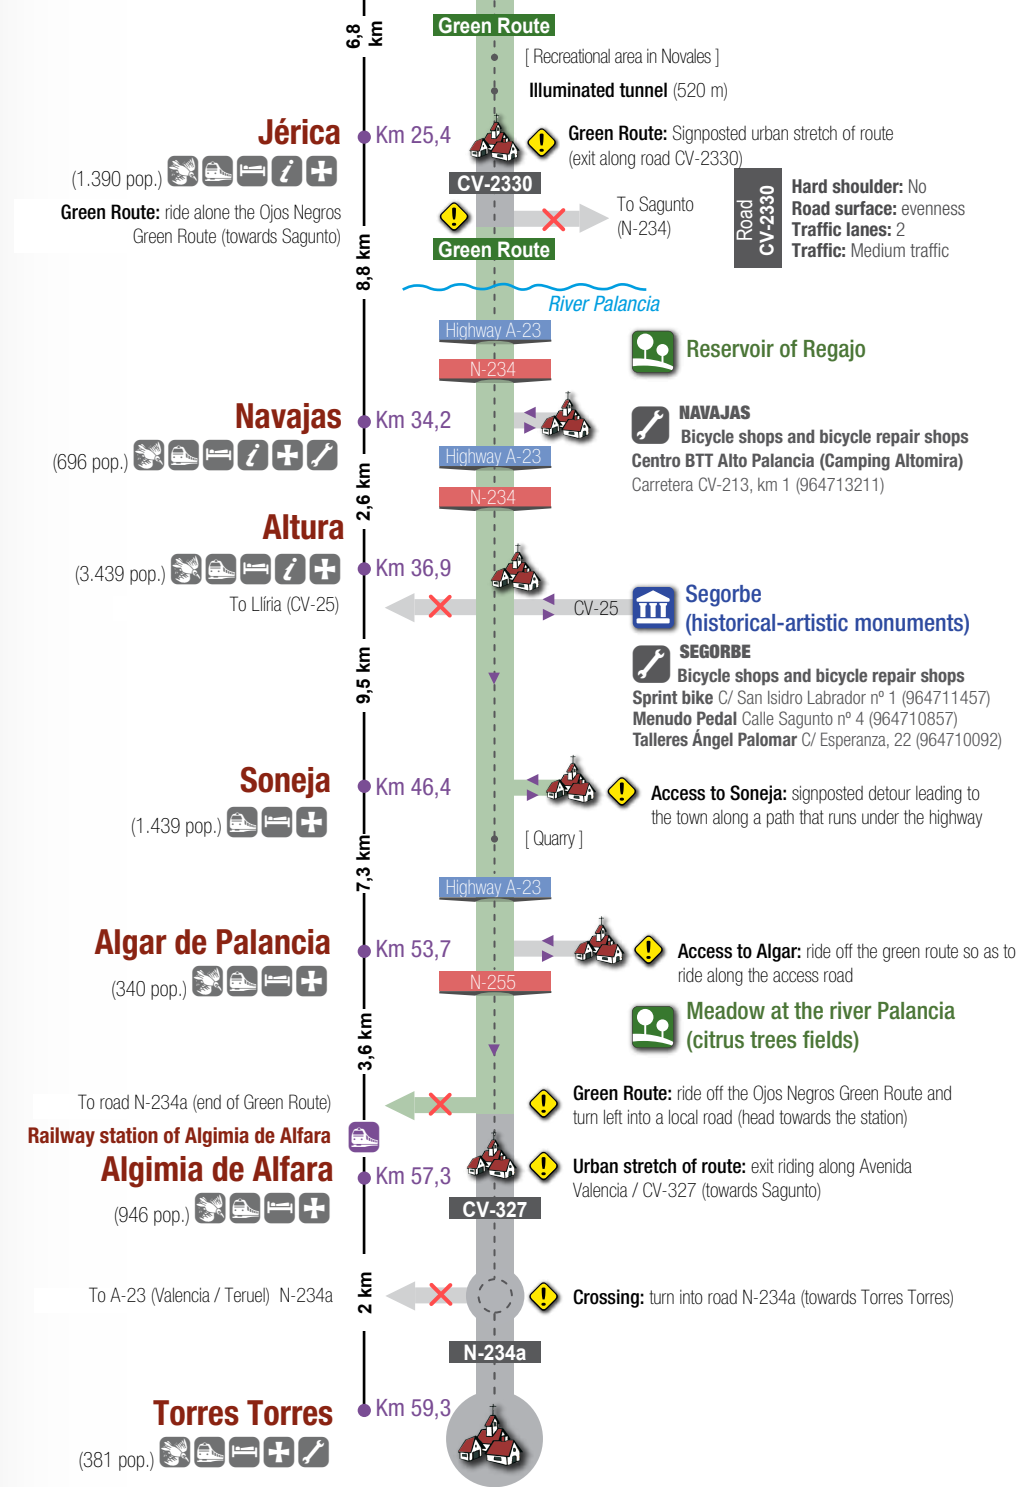 6,8 km
Green Route
[ Recreational area in Novales ]
Illuminated tunnel (520 m)
Jérica
Km 25,4
Green Route: Signposted urban stretch of route
(exit along road CV-2330)
(1.390 pop.)
CV-2330
Green Route: ride alone the Ojos Negros
Green Route (towards Sagunto)
To Sagunto
(N-234)
Road
CV-2330
Hard shoulder: No
Road surface: evenness
Traffic lanes: 2
Traffic: Medium traffic
8,8 km
Green Route
River Palancia
Highway A-23
N-234
Reservoir of Regajo
Navajas
Km 34,2
(696 pop.)
NAVAJAS
Bicycle shops and bicycle repair shops
Centro BTT Alto Palancia (Camping Altomira)
Carretera CV-213, km 1 (964713211)
Highway A-23
N-234
2,6 km
Altura
Km 36,9
(3.439 pop.)
To Llíria (CV-25)
CV-25
Segorbe
(historical-artistic monuments)
SEGORBE
Bicycle shops and bicycle repair shops
Sprint bike C/ San Isidro Labrador nº 1 (964711457)
Menudo Pedal Calle Sagunto nº 4 (964710857)
Talleres Ángel Palomar C/ Esperanza, 22 (964710092)
9,5 km
Soneja
Km 46,4
(1.439 pop.)
Access to Soneja: signposted detour leading to
the town along a path that runs under the highway
[ Quarry ]
7,3 km
Highway A-23
Algar de Palancia
Km 53,7
(340 pop.)
Access to Algar: ride off the green route so as to
ride along the access road
N-255
Meadow at the river Palancia
(citrus trees fields)
3,6 km
To road N-234a (end of Green Route)
Green Route: ride off the Ojos Negros Green Route and
turn left into a local road (head towards the station)
Railway station of Algimia de Alfara
Algimia de Alfara
Km 57,3
(946 pop.)
Urban stretch of route: exit riding along Avenida
Valencia / CV-327 (towards Sagunto)
CV-327
2 km
To A-23 (Valencia / Teruel) N-234a
Crossing: turn into road N-234a (towards Torres Torres)
N-234a
Torres Torres
Km 59,3
(381 pop.)